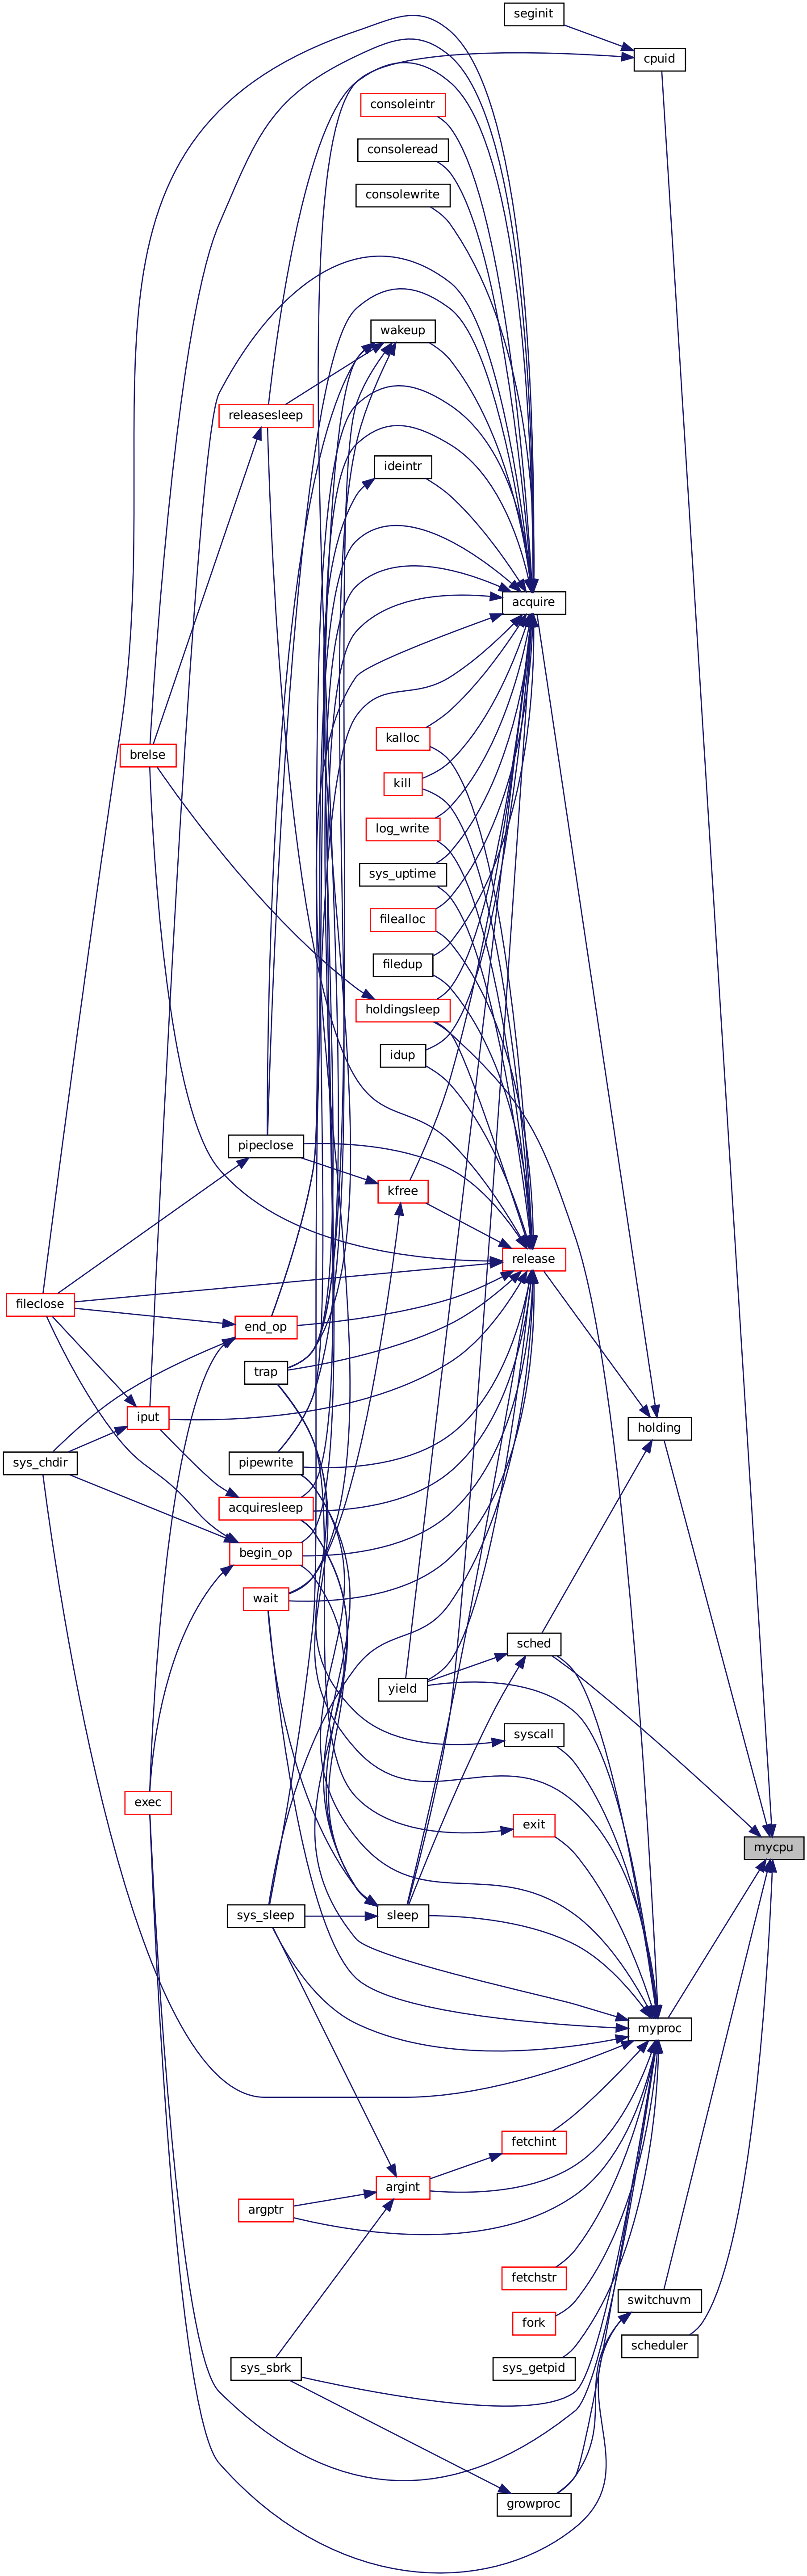 seginit
cpuid
consoleintr
consoleread
consolewrite
wakeup
releasesleep
ideintr
acquire
kalloc
brelse
kill
log_write
sys_uptime
filealloc
filedup
holdingsleep
idup
pipeclose
kfree
release
fileclose
end_op
trap
iput
holding
sys_chdir
pipewrite
acquiresleep
begin_op
wait
sched
yield
syscall
exec
exit
mycpu
sys_sleep
sleep
myproc
fetchint
argint
argptr
fetchstr
switchuvm
fork
scheduler
sys_sbrk
sys_getpid
growproc